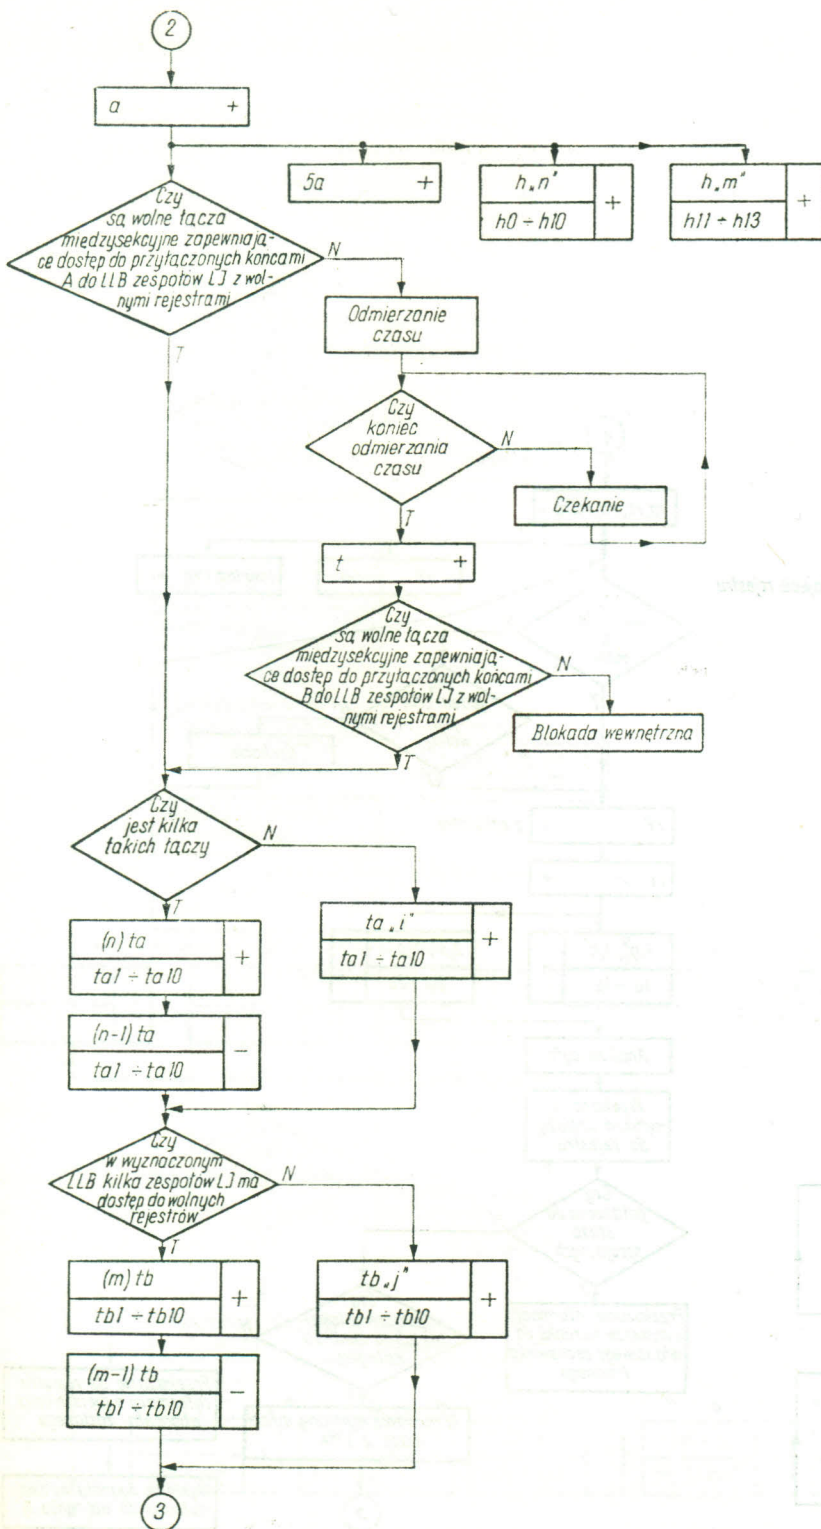 2
a +
5a +
h„n"
h0 ÷ h10
+
h„m"
h11 ÷ h13
+
Czy
są wolne łącza
międzysekcyjne zapewniają-
ce dostęp do przyłączonych końcami
A do LLB zespołów LJ z wol-
nymi rejestrami
N
T
Odmierzanie
czasu
Czy
koniec
odmierzania
czasu
N
T
Czekanie
t +
Czy
są wolne łącza
międzysekcyjne zapewniają-
ce dostęp do przyłączonych końcami
B do LLB zespołów LJ z wol-
nymi rejestrami
N
T
Blokada wewnętrzna
Czy
jest kilka
takich łączy
N
T
(n) ta
ta1 ÷ ta10
+
ta„i"
ta1 ÷ ta10
+
(n-1) ta
ta1 ÷ ta10
−
Czy
w wyznaczonym
LLB kilka zespołów LJ ma
dostęp do wolnych
rejestrów
N
T
(m) tb
tb1 ÷ tb10
+
tb„j"
tb1 ÷ tb10
+
(m-1) tb
tb1 ÷ tb10
−
3